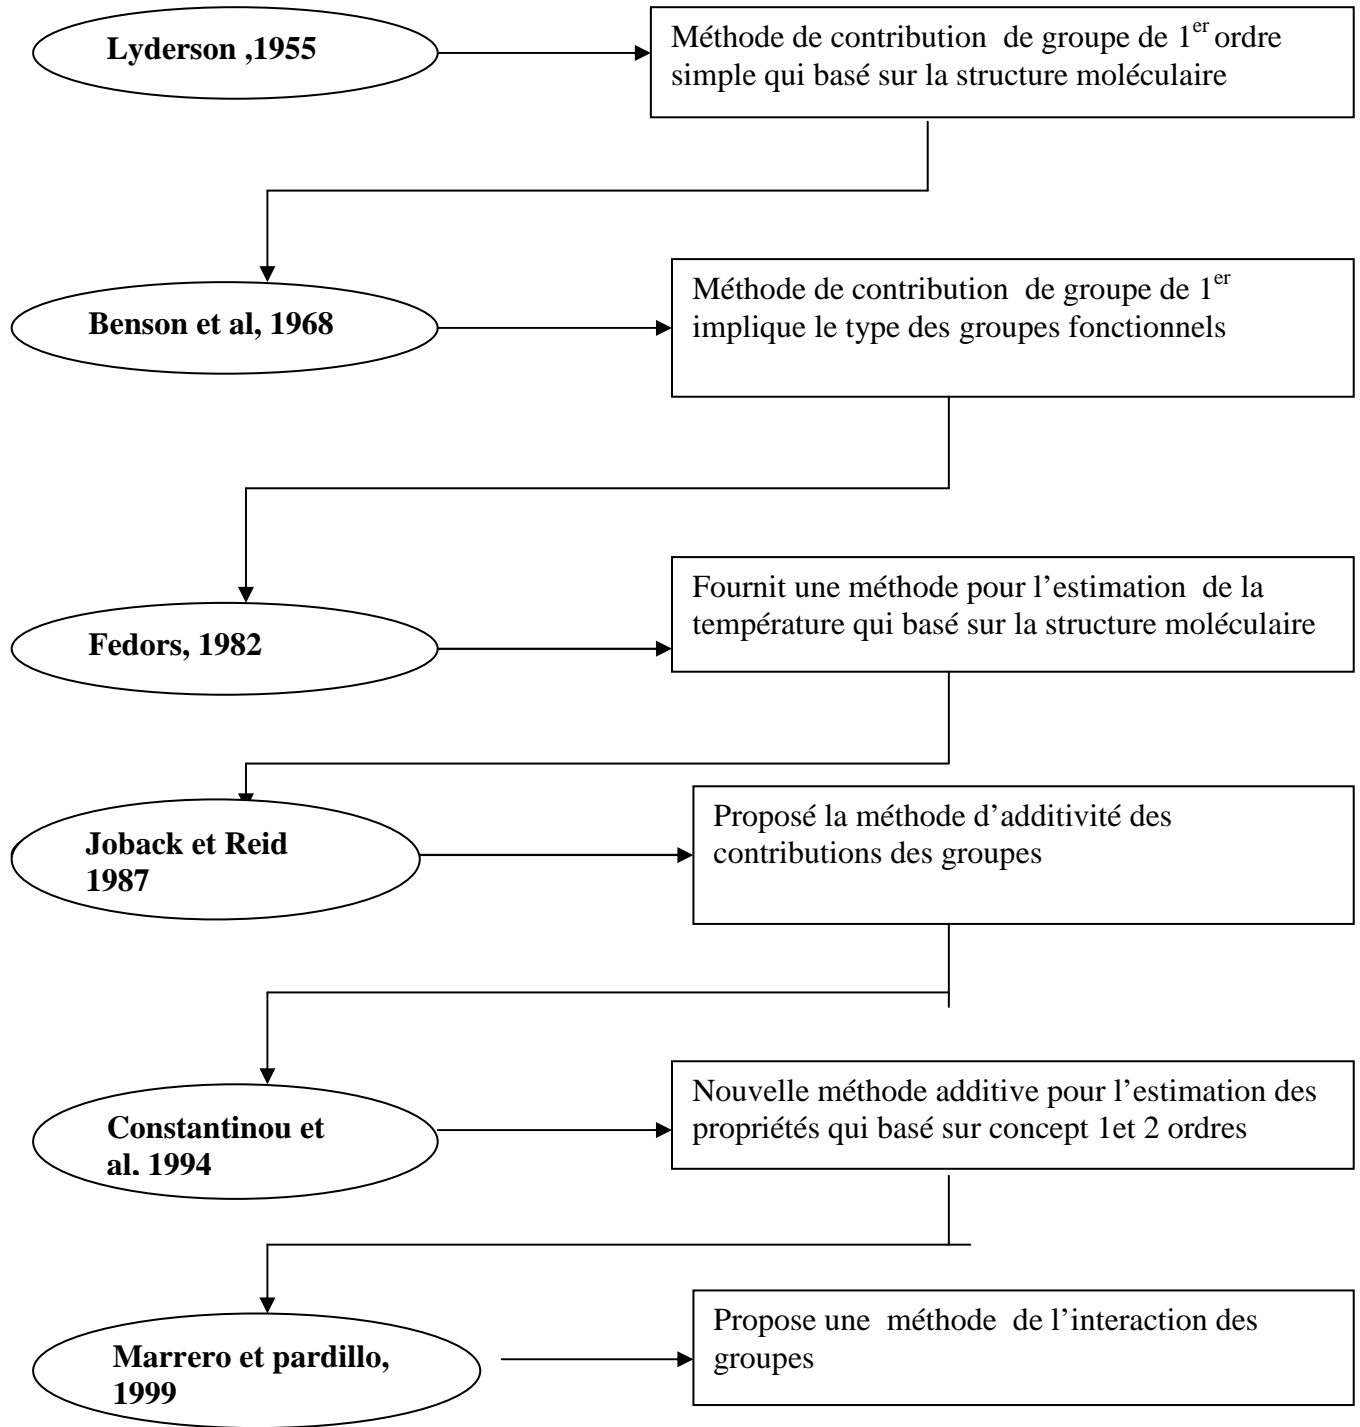 Lyderson ,1955
Méthode de contribution de groupe de 1er ordre
simple qui basé sur la structure moléculaire
Benson et al, 1968
Méthode de contribution de groupe de 1er
implique le type des groupes fonctionnels
Fedors, 1982
Fournit une méthode pour l’estimation de la
température qui basé sur la structure moléculaire
Joback et Reid
1987
Proposé la méthode d’additivité des
contributions des groupes
Constantinou et
al, 1994
Nouvelle méthode additive pour l’estimation des
propriétés qui basé sur concept 1et 2 ordres
Marrero et pardillo,
1999
Propose une méthode de l’interaction des
groupes